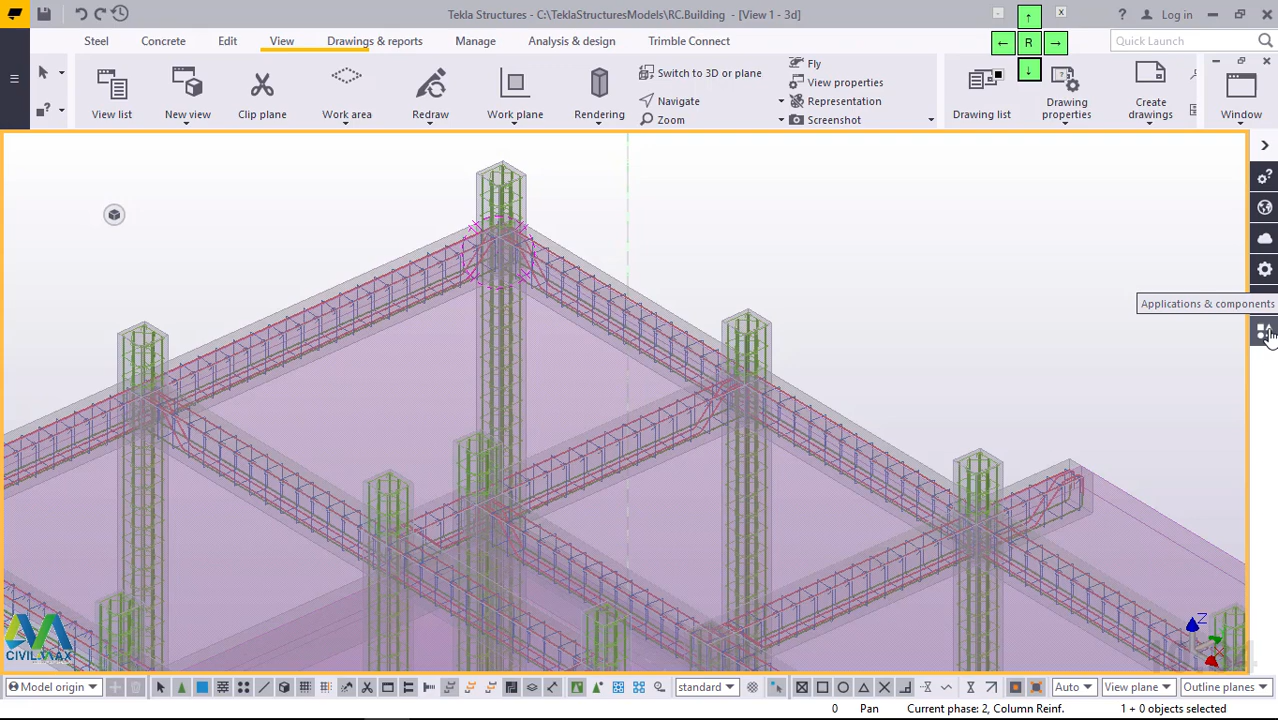 Tekla Structures - C:\TeklaStructuresModels\RC.Building - [View 1 - 3d]
Log in
Steel Concrete Edit View Drawings & reports Manage Analysis & design Trimble Connect
Quick Launch
R
View list
New view
Clip plane
Work area
Redraw
Work plane
Rendering
Switch to 3D or plane
Navigate
Zoom
Fly
View properties
Representation
Screenshot
Drawing list
Drawing properties
Create drawings
Window
Applications & components
Z
CIVIL MAX
Model origin
standard
Auto
View plane
Outline planes
0 Pan Current phase: 2, Column Reinf. 1 + 0 objects selected